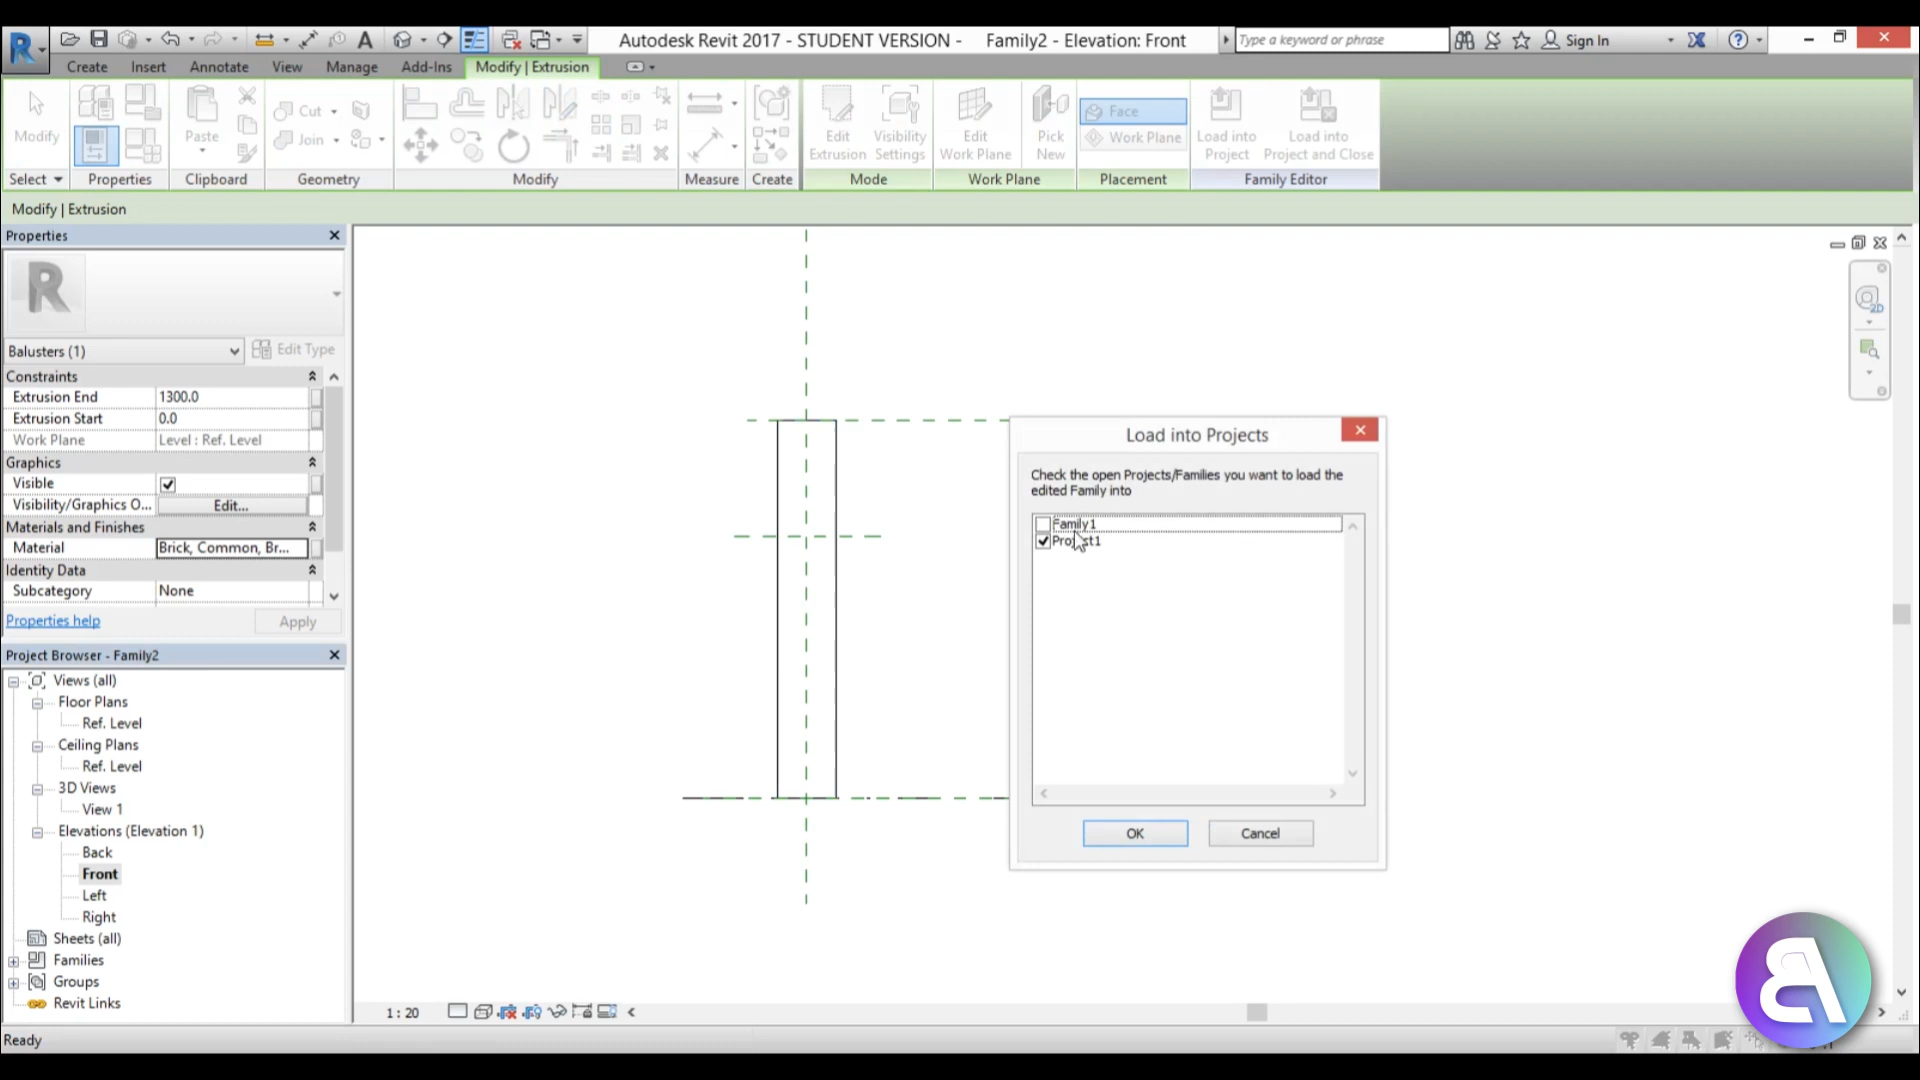 Autodesk Revit 2017 - STUDENT VERSION - Family2 - Elevation: Front
Type a keyword or phrase
Sign In
Create Insert Annotate View Manage Add-Ins Modify | Extrusion
Modify
Paste
Cut
Join
Edit Extrusion
Visibility Settings
Edit Work Plane
Pick New
Face
Work Plane
Load into Project
Load into Project and Close
Select Properties Clipboard Geometry Modify Measure Create Mode Work Plane Placement Family Editor
Modify | Extrusion
Properties
R
Balusters (1) Edit Type
Constraints
Extrusion End 1300.0
Extrusion Start 0.0
Work Plane Level : Ref. Level
Graphics
Visible
Visibility/Graphics O... Edit...
Materials and Finishes
Material Brick, Common, Br...
Identity Data
Subcategory None
Properties help Apply
Project Browser - Family2
Views (all)
Floor Plans
Ref. Level
Ceiling Plans
Ref. Level
3D Views
View 1
Elevations (Elevation 1)
Back
Front
Left
Right
Sheets (all)
Families
Groups
Revit Links
Load into Projects
Check the open Projects/Families you want to load the
edited Family into
Family1
Project1
OK Cancel
2D
1 : 20
Ready